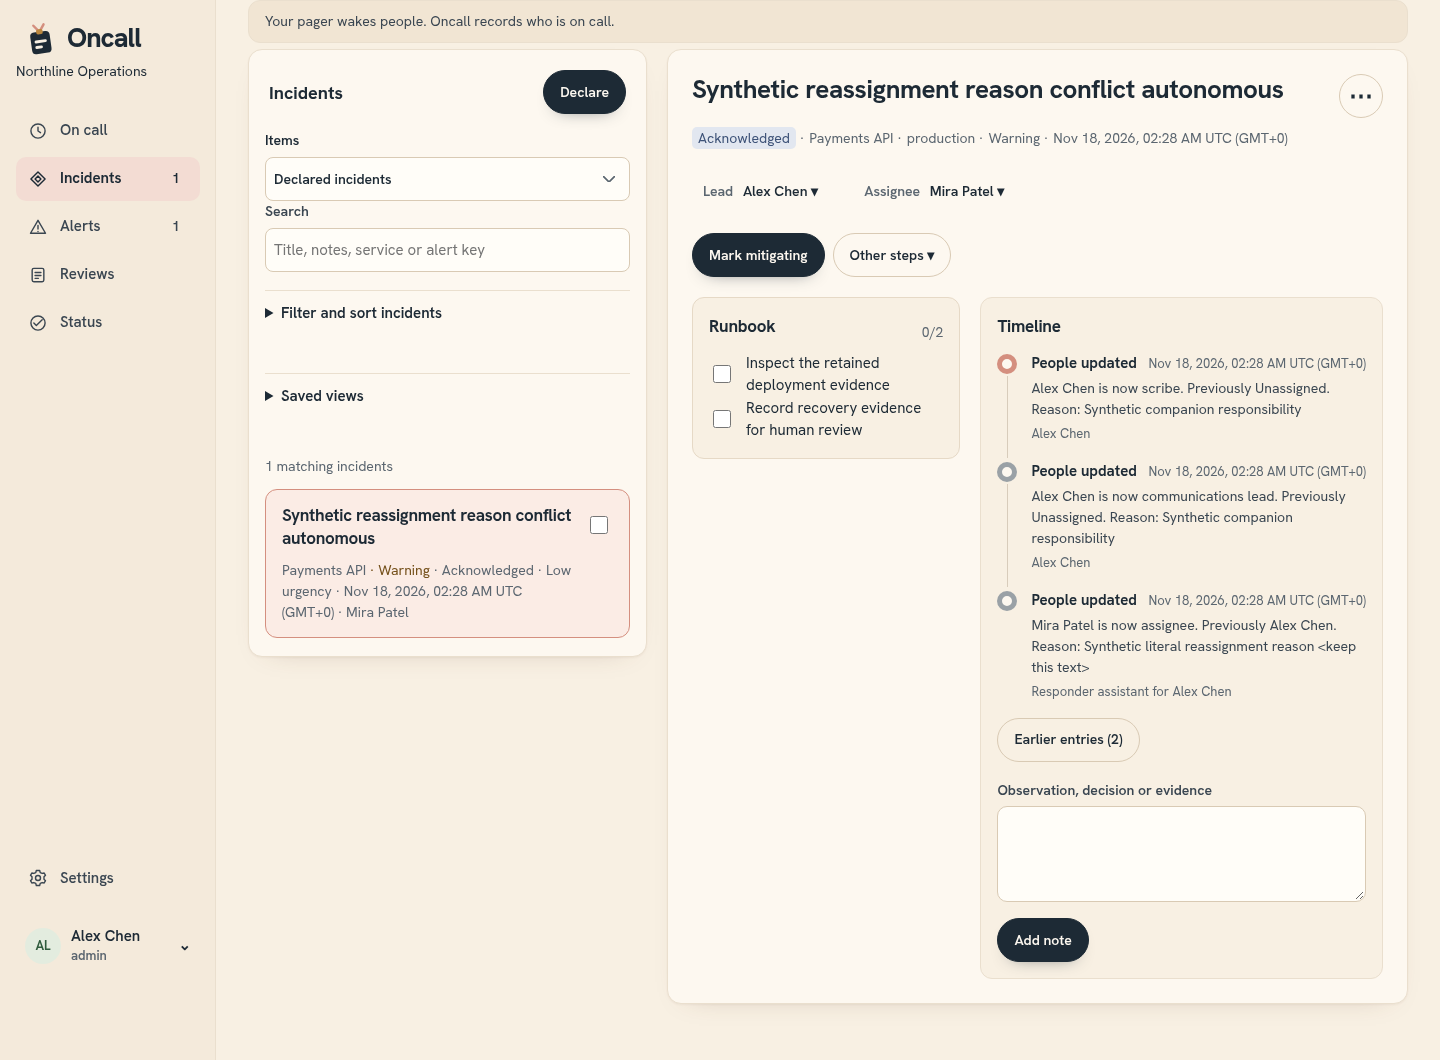 Oncall
Northline Operations
On call
Incidents 1
Alerts 1
Reviews
Status
Settings
AL
Alex Chen
admin
Your pager wakes people. Oncall records who is on call.
Incidents
Declare
Items
Declared incidents
Search
Title, notes, service or alert key
Filter and sort incidents
Saved views
1 matching incidents
Synthetic reassignment reason conflict
autonomous
Payments API · Warning · Acknowledged · Low
urgency · Nov 18, 2026, 02:28 AM UTC
(GMT+0) · Mira Patel
Synthetic reassignment reason conflict autonomous
Acknowledged · Payments API · production · Warning · Nov 18, 2026, 02:28 AM UTC (GMT+0)
Lead Alex Chen ▾ Assignee Mira Patel ▾
Mark mitigating
Other steps ▾
Runbook
0/2
Inspect the retained
deployment evidence
Record recovery evidence
for human review
Timeline
People updated Nov 18, 2026, 02:28 AM UTC (GMT+0)
Alex Chen is now scribe. Previously Unassigned.
Reason: Synthetic companion responsibility
Alex Chen
People updated Nov 18, 2026, 02:28 AM UTC (GMT+0)
Alex Chen is now communications lead. Previously
Unassigned. Reason: Synthetic companion
responsibility
Alex Chen
People updated Nov 18, 2026, 02:28 AM UTC (GMT+0)
Mira Patel is now assignee. Previously Alex Chen.
Reason: Synthetic literal reassignment reason <keep
this text>
Responder assistant for Alex Chen
Earlier entries (2)
Observation, decision or evidence
Add note